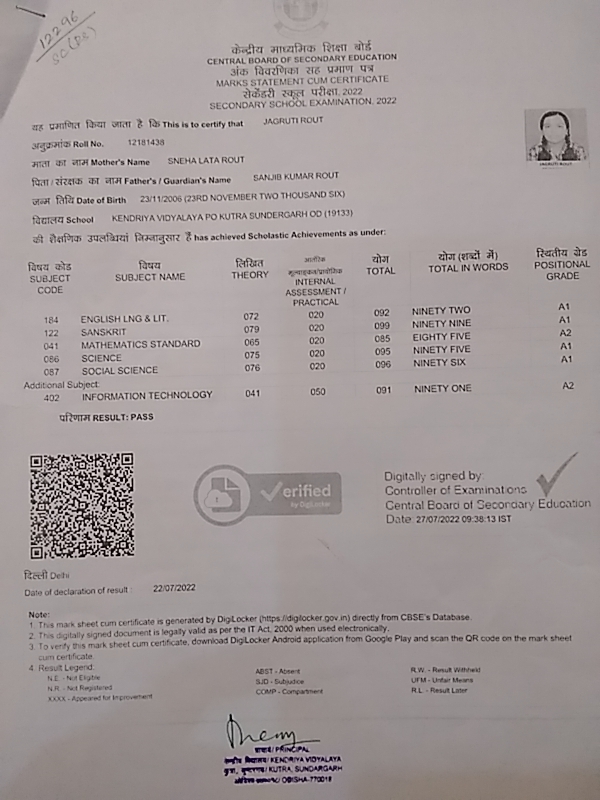 12296
SC(DB)
केन्द्रीय माध्यमिक शिक्षा बोर्ड
CENTRAL BOARD OF SECONDARY EDUCATION
अंक विवरणिका सह प्रमाण पत्र
MARKS STATEMENT CUM CERTIFICATE
सेकेंडरी स्कूल परीक्षा, 2022
SECONDARY SCHOOL EXAMINATION, 2022
यह प्रमाणित किया जाता है कि This is to certify that JAGRUTI ROUT
अनुक्रमांक Roll No. 12181438
माता का नाम Mother's Name SNEHA LATA ROUT
पिता / संरक्षक का नाम Father's / Guardian's Name SANJIB KUMAR ROUT
जन्म तिथि Date of Birth 23/11/2006 (23RD NOVEMBER TWO THOUSAND SIX)
विद्यालय School KENDRIYA VIDYALAYA PO KUTRA SUNDERGARH OD (19133)
JAGRUTI ROUT
की शैक्षणिक उपलब्धियां निम्नानुसार हैं has achieved Scholastic Achievements as under:
विषय कोड SUBJECT CODE
विषय SUBJECT NAME
लिखित THEORY
आंतरिक मूल्याङ्कन/प्रायोगिक INTERNAL ASSESSMENT / PRACTICAL
योग TOTAL
योग (शब्दों में) TOTAL IN WORDS
स्थितीय ग्रेड POSITIONAL GRADE
184 ENGLISH LNG & LIT. 072 020 092 NINETY TWO A1
122 SANSKRIT 079 020 099 NINETY NINE A1
041 MATHEMATICS STANDARD 065 020 085 EIGHTY FIVE A2
086 SCIENCE 075 020 095 NINETY FIVE A1
087 SOCIAL SCIENCE 076 020 096 NINETY SIX A1
Additional Subject:
402 INFORMATION TECHNOLOGY 041 050 091 NINETY ONE A2
परिणाम RESULT: PASS
verified
by DigiLocker
Digitally signed by:
Controller of Examinations
Central Board of Secondary Education
Date: 27/07/2022 09:38:13 IST
दिल्ली Delhi
Date of declaration of result : 22/07/2022
Note:
1. This mark sheet cum certificate is generated by DigiLocker (https://digilocker.gov.in) directly from CBSE's Database.
2. This digitally signed document is legally valid as per the IT Act, 2000 when used electronically.
3. To verify this mark sheet cum certificate, download DigiLocker Android application from Google Play and scan the QR code on the mark sheet
cum certificate.
4. Result Legend:
N.E. - Not Eligible ABST - Absent R.W. - Result Withheld
N.R. - Not Registered SJD - Subjudice UFM - Unfair Means
XXXX - Appeared for Improvement COMP - Compartment R.L. - Result Later
प्राचार्य/ PRINCIPAL
केन्द्रीय विद्यालय/ KENDRIYA VIDYALAYA
कुत्रा, सुन्दरगढ/ KUTRA, SUNDARGARH
ODISHA-770018